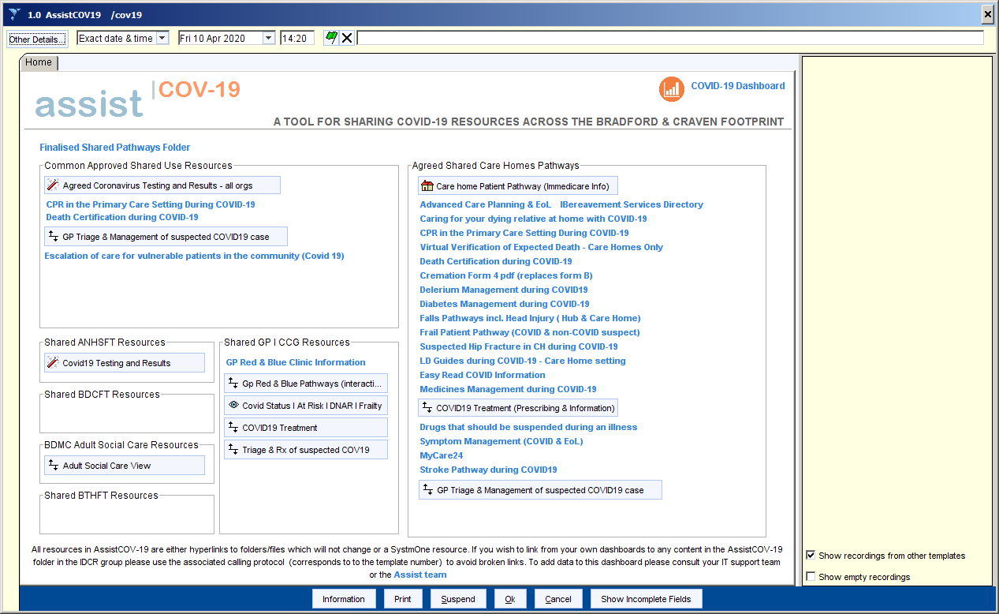 1.0 AssistCOV19 /cov19
Other Details...
Exact date & time
Fri 10 Apr 2020
14:20
Home
assist
COV-19
COVID-19 Dashboard
A TOOL FOR SHARING COVID-19 RESOURCES ACROSS THE BRADFORD & CRAVEN FOOTPRINT
Finalised Shared Pathways Folder
Common Approved Shared Use Resources
Agreed Coronavirus Testing and Results - all orgs
CPR in the Primary Care Setting During COVID-19
Death Certification during COVID-19
GP Triage & Management of suspected COVID19 case
Escalation of care for vulnerable patients in the community (Covid 19)
Shared ANHSFT Resources
Covid19 Testing and Results
Shared BDCFT Resources
BDMC Adult Social Care Resources
Adult Social Care View
Shared BTHFT Resources
Shared GP I CCG Resources
GP Red & Blue Clinic Information
Gp Red & Blue Pathways (interacti...
Covid Status I At Risk I DNAR I Frailty
COVID19 Treatment
Triage & Rx of suspected COV19
Agreed Shared Care Homes Pathways
Care home Patient Pathway (Immedicare Info)
Advanced Care Planning & EoL IBereavement Services Directory
Caring for your dying relative at home with COVID-19
CPR in the Primary Care Setting During COVID-19
Virtual Verification of Expected Death - Care Homes Only
Death Certification during COVID-19
Cremation Form 4 pdf (replaces form B)
Delerium Management during COVID19
Diabetes Management during COVID-19
Falls Pathways incl. Head Injury ( Hub & Care Home)
Frail Patient Pathway (COVID & non-COVID suspect)
Suspected Hip Fracture in CH during COVID-19
LD Guides during COVID-19 - Care Home setting
Easy Read COVID Information
Medicines Management during COVID-19
COVID19 Treatment (Prescribing & Information)
Drugs that should be suspended during an illness
Symptom Management (COVID & EoL)
MyCare24
Stroke Pathway during COVID19
GP Triage & Management of suspected COVID19 case
All resources in AssistCOV-19 are either hyperlinks to folders/files which will not change or a SystmOne resource. If you wish to link from your own dashboards to any content in the AssistCOV-19
folder in the IDCR group please use the associated calling protocol (corresponds to to the template number) to avoid broken links. To add data to this dashboard please consult your IT support team
or the Assist team
Show recordings from other templates
Show empty recordings
Information
Print
Suspend
Ok
Cancel
Show Incomplete Fields